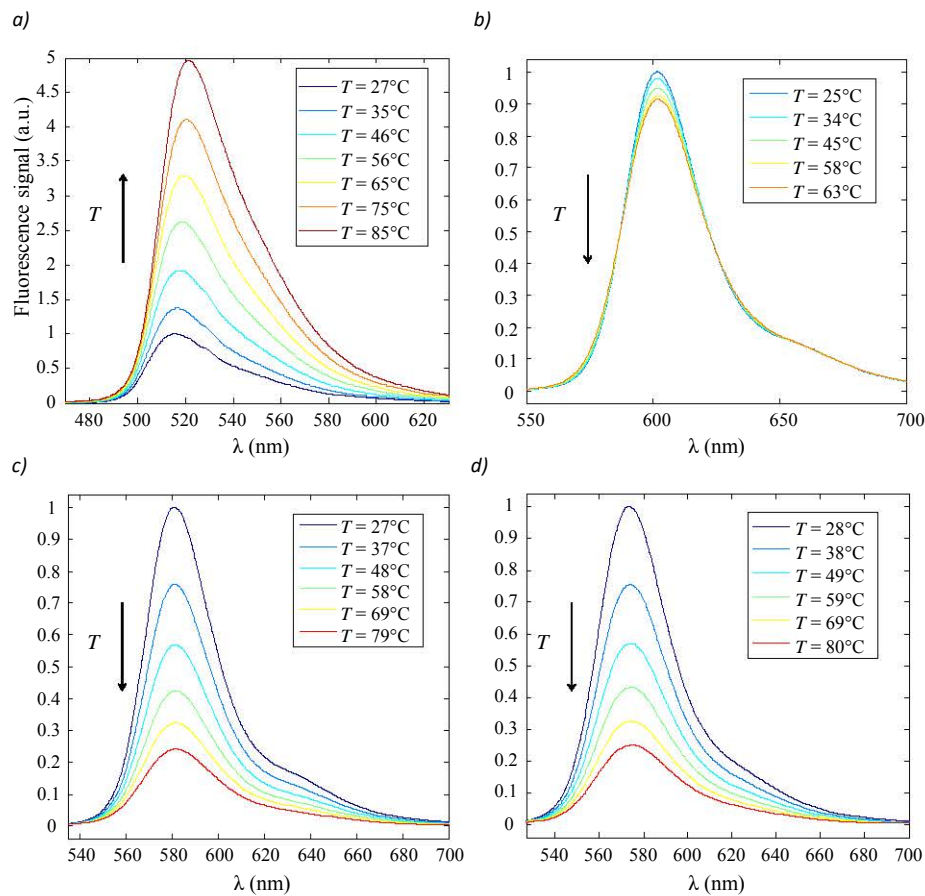 a)
Fluorescence signal (a.u.)
5
4.5
4
3.5
3
2.5
2
1.5
1
0.5
0
T
T = 27°C
T = 35°C
T = 46°C
T = 56°C
T = 65°C
T = 75°C
T = 85°C
480 500 520 540 560 580 600 620
λ (nm)
b)
1
0.9
0.8
0.7
0.6
0.5
0.4
0.3
0.2
0.1
0
T
T = 25°C
T = 34°C
T = 45°C
T = 58°C
T = 63°C
550 600 650 700
λ (nm)
c)
1
0.9
0.8
0.7
0.6
0.5
0.4
0.3
0.2
0.1
0
T
T = 27°C
T = 37°C
T = 48°C
T = 58°C
T = 69°C
T = 79°C
540 560 580 600 620 640 660 680 700
λ (nm)
d)
1
0.9
0.8
0.7
0.6
0.5
0.4
0.3
0.2
0.1
0
T
T = 28°C
T = 38°C
T = 49°C
T = 59°C
T = 69°C
T = 80°C
540 560 580 600 620 640 660 680 700
λ (nm)